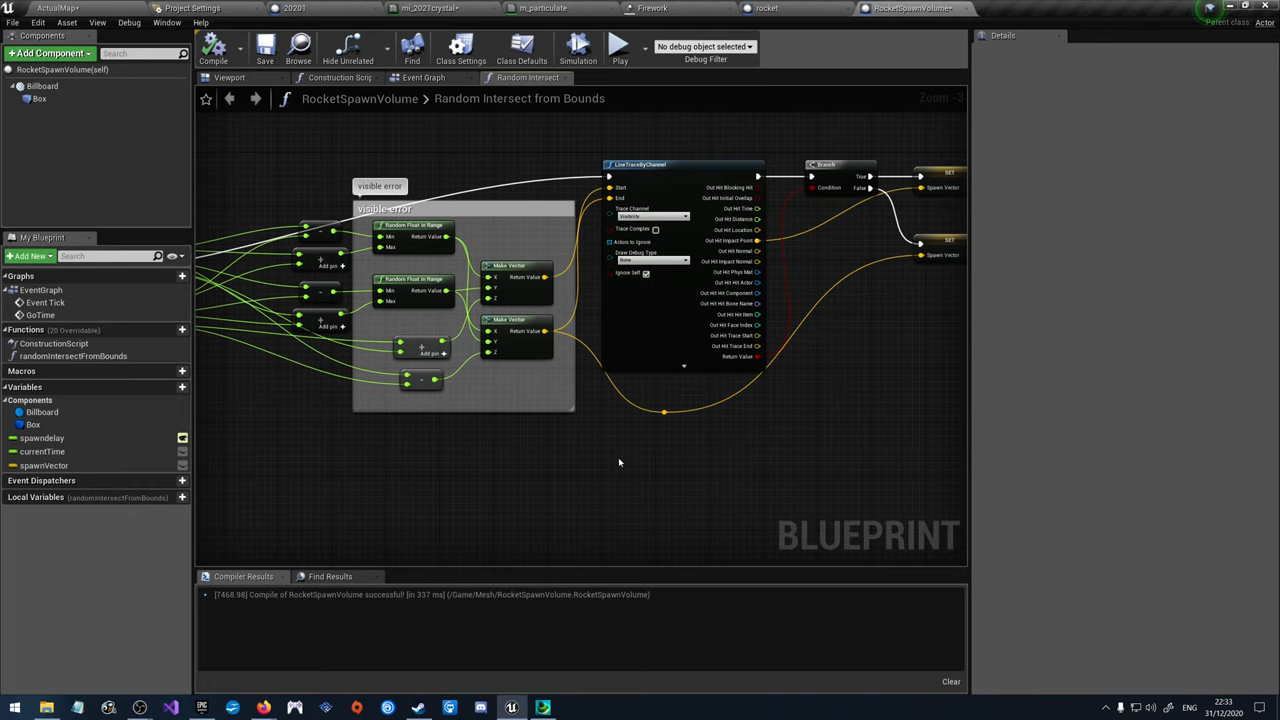 ActualMap*
Project Settings
20201
mi_2021crystal*
m_particulate
Firework
rocket
RocketSpawnVolume*
File
Edit
Asset
View
Debug
Window
Help
Parent class: Actor
Components
Add Component
Search
RocketSpawnVolume(self)
Billboard
Box
Compile
Save
Browse
Hide Unrelated
Find
Class Settings
Class Defaults
Simulation
Play
No debug object selected
Debug Filter
Viewport
Construction Scrip
Event Graph
Random Intersect
RocketSpawnVolume > Random Intersect from Bounds
Zoom -3
Details
My Blueprint
Add New
Search
Graphs
EventGraph
Event Tick
GoTime
Functions (20 Overridable)
ConstructionScript
randomIntersectFromBounds
Macros
Variables
Components
Billboard
Box
spawndelay
currentTime
spawnVector
Event Dispatchers
Local Variables (randomIntersectFromBounds)
visible error
visible error
Random Float in Range
Min
Max
Return Value
Random Float in Range
Min
Max
Return Value
Add pin +
Add pin +
Add pin +
Make Vector
X
Y
Z
Return Value
Make Vector
X
Y
Z
Return Value
LineTraceByChannel
Start
End
Trace Channel
Visibility
Trace Complex
Actors to Ignore
Draw Debug Type
None
Ignore Self
Out Hit Blocking Hit
Out Hit Initial Overlap
Out Hit Time
Out Hit Distance
Out Hit Location
Out Hit Impact Point
Out Hit Normal
Out Hit Impact Normal
Out Hit Phys Mat
Out Hit Actor
Out Hit Component
Out Hit Hit Bone Name
Out Hit Hit Item
Out Hit Face Index
Out Hit Trace Start
Out Hit Trace End
Return Value
Branch
Condition
True
False
SET
Spawn Vector
SET
Spawn Vector
BLUEPRINT
Compiler Results
Find Results
[7468.98] Compile of RocketSpawnVolume successful! [in 337 ms] (/Game/Mesh/RocketSpawnVolume.RocketSpawnVolume)
Clear
ENG
22:33
31/12/2020